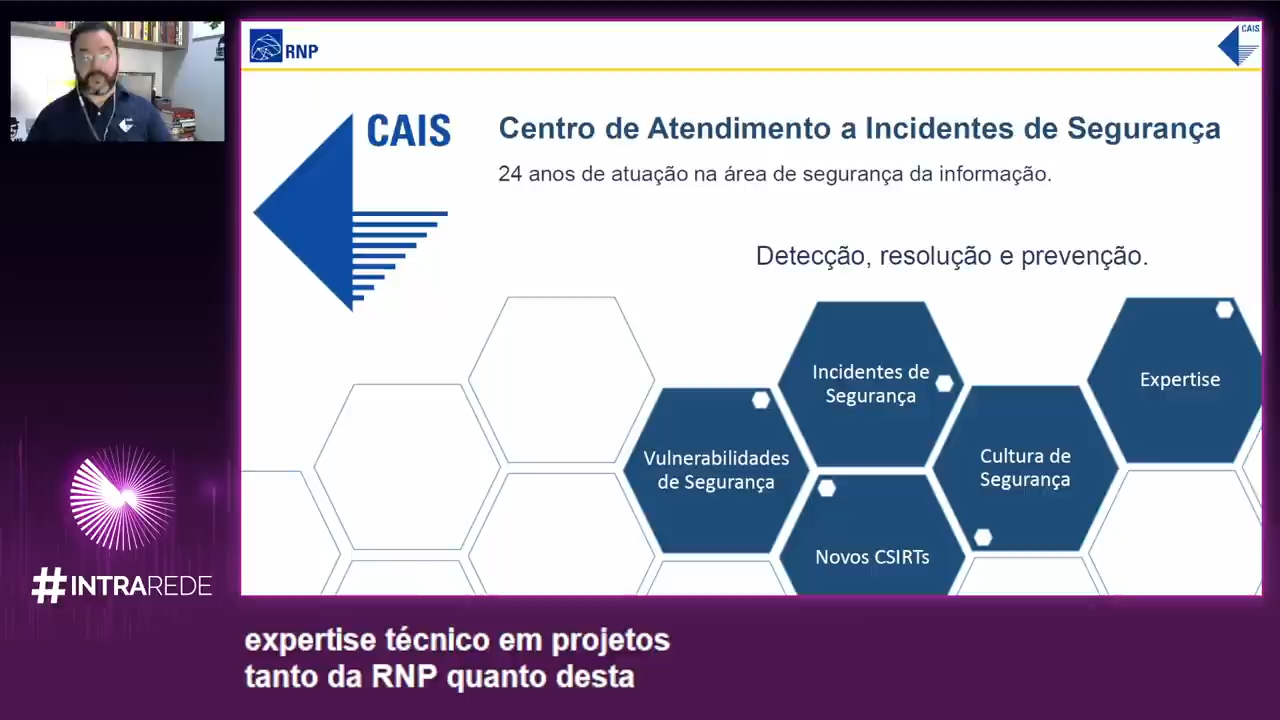 RNP
CAIS
CAIS
Centro de Atendimento a Incidentes de Segurança
24 anos de atuação na área de segurança da informação.
Detecção, resolução e prevenção.
Incidentes de
Segurança
Expertise
Vulnerabilidades
de Segurança
Cultura de
Segurança
Novos CSIRTs
#INTRAREDE
expertise técnico em projetos
tanto da RNP quanto desta